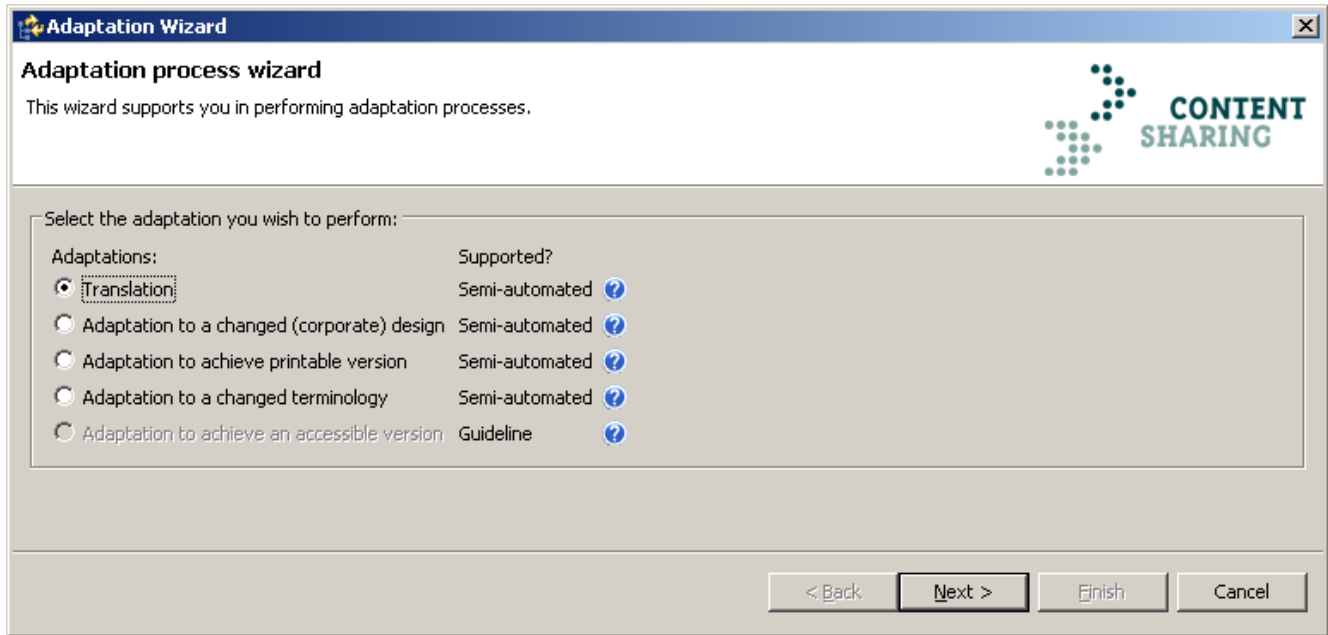 Adaptation Wizard
Adaptation process wizard
This wizard supports you in performing adaptation processes.
CONTENT
SHARING
Select the adaptation you wish to perform:
Adaptations: Supported?
Translation Semi-automated
Adaptation to a changed (corporate) design Semi-automated
Adaptation to achieve printable version Semi-automated
Adaptation to a changed terminology Semi-automated
Adaptation to achieve an accessible version Guideline
< Back Next > Finish Cancel